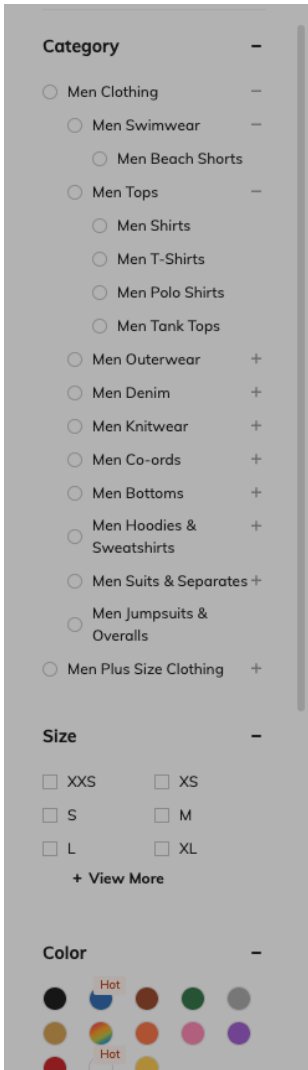 Category
Men Clothing
Men Swimwear
Men Beach Shorts
Men Tops
Men Shirts
Men T-Shirts
Men Polo Shirts
Men Tank Tops
Men Outerwear
Men Denim
Men Knitwear
Men Co-ords
Men Bottoms
Men Hoodies &
Sweatshirts
Men Suits & Separates
Men Jumpsuits &
Overalls
Men Plus Size Clothing
Size
XXS XS
S M
L XL
+ View More
Color
Hot
Hot